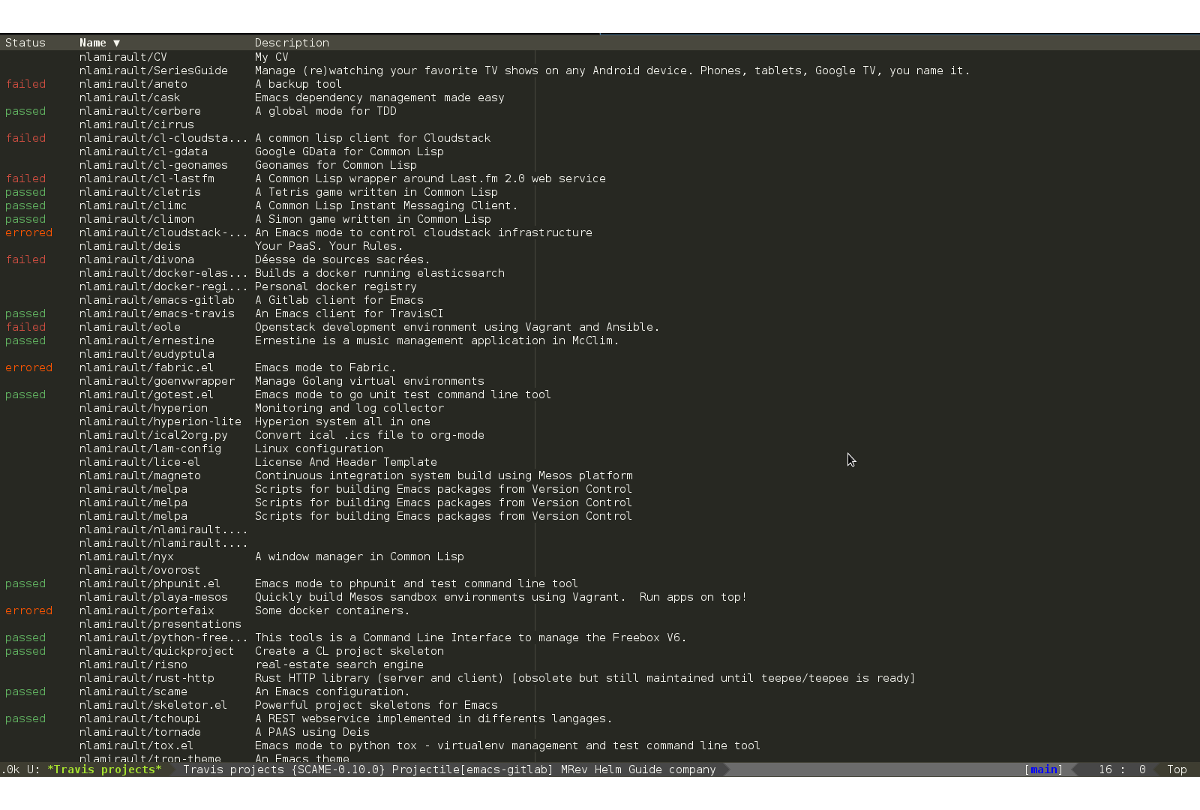 Status Name ▼ Description
nlamirault/CV My CV
nlamirault/SeriesGuide Manage (re)watching your favorite TV shows on any Android device. Phones, tablets, Google TV, you name it.
failed nlamirault/aneto A backup tool
nlamirault/cask Emacs dependency management made easy
passed nlamirault/cerbere A global mode for TDD
nlamirault/cirrus
failed nlamirault/cl-cloudsta... A common lisp client for Cloudstack
nlamirault/cl-gdata Google GData for Common Lisp
nlamirault/cl-geonames Geonames for Common Lisp
failed nlamirault/cl-lastfm A Common Lisp wrapper around Last.fm 2.0 web service
passed nlamirault/cletris A Tetris game written in Common Lisp
passed nlamirault/climc A Common Lisp Instant Messaging Client.
passed nlamirault/climon A Simon game written in Common Lisp
errored nlamirault/cloudstack-... An Emacs mode to control cloudstack infrastructure
nlamirault/deis Your PaaS. Your Rules.
failed nlamirault/divona Déesse de sources sacrées.
nlamirault/docker-elas... Builds a docker running elasticsearch
nlamirault/docker-regi... Personal docker registry
nlamirault/emacs-gitlab A Gitlab client for Emacs
passed nlamirault/emacs-travis An Emacs client for TravisCI
failed nlamirault/eole Openstack development environment using Vagrant and Ansible.
passed nlamirault/ernestine Ernestine is a music management application in McClim.
nlamirault/eudyptula
errored nlamirault/fabric.el Emacs mode to Fabric.
nlamirault/goenvwrapper Manage Golang virtual environments
passed nlamirault/gotest.el Emacs mode to go unit test command line tool
nlamirault/hyperion Monitoring and log collector
nlamirault/hyperion-lite Hyperion system all in one
nlamirault/ical2org.py Convert ical .ics file to org-mode
nlamirault/lam-config Linux configuration
nlamirault/lice-el License And Header Template
nlamirault/magneto Continuous integration system build using Mesos platform
nlamirault/melpa Scripts for building Emacs packages from Version Control
nlamirault/melpa Scripts for building Emacs packages from Version Control
nlamirault/melpa Scripts for building Emacs packages from Version Control
nlamirault/nlamirault....
nlamirault/nlamirault....
nlamirault/nyx A window manager in Common Lisp
nlamirault/ovorost
passed nlamirault/phpunit.el Emacs mode to phpunit and test command line tool
nlamirault/playa-mesos Quickly build Mesos sandbox environments using Vagrant.  Run apps on top!
errored nlamirault/portefaix Some docker containers.
nlamirault/presentations
passed nlamirault/python-free... This tools is a Command Line Interface to manage the Freebox V6.
passed nlamirault/quickproject Create a CL project skeleton
nlamirault/risno real-estate search engine
nlamirault/rust-http Rust HTTP library (server and client) [obsolete but still maintained until teepee/teepee is ready]
passed nlamirault/scame An Emacs configuration.
nlamirault/skeletor.el Powerful project skeletons for Emacs
passed nlamirault/tchoupi A REST webservice implemented in differents langages.
nlamirault/tornade A PAAS using Deis
nlamirault/tox.el Emacs mode to python tox - virtualenv management and test command line tool
nlamirault/tron-theme An Emacs theme
.0k U: *Travis projects* Travis projects {SCAME-0.10.0} Projectile[emacs-gitlab] MRev Helm Guide company [main] 16 : 0 Top